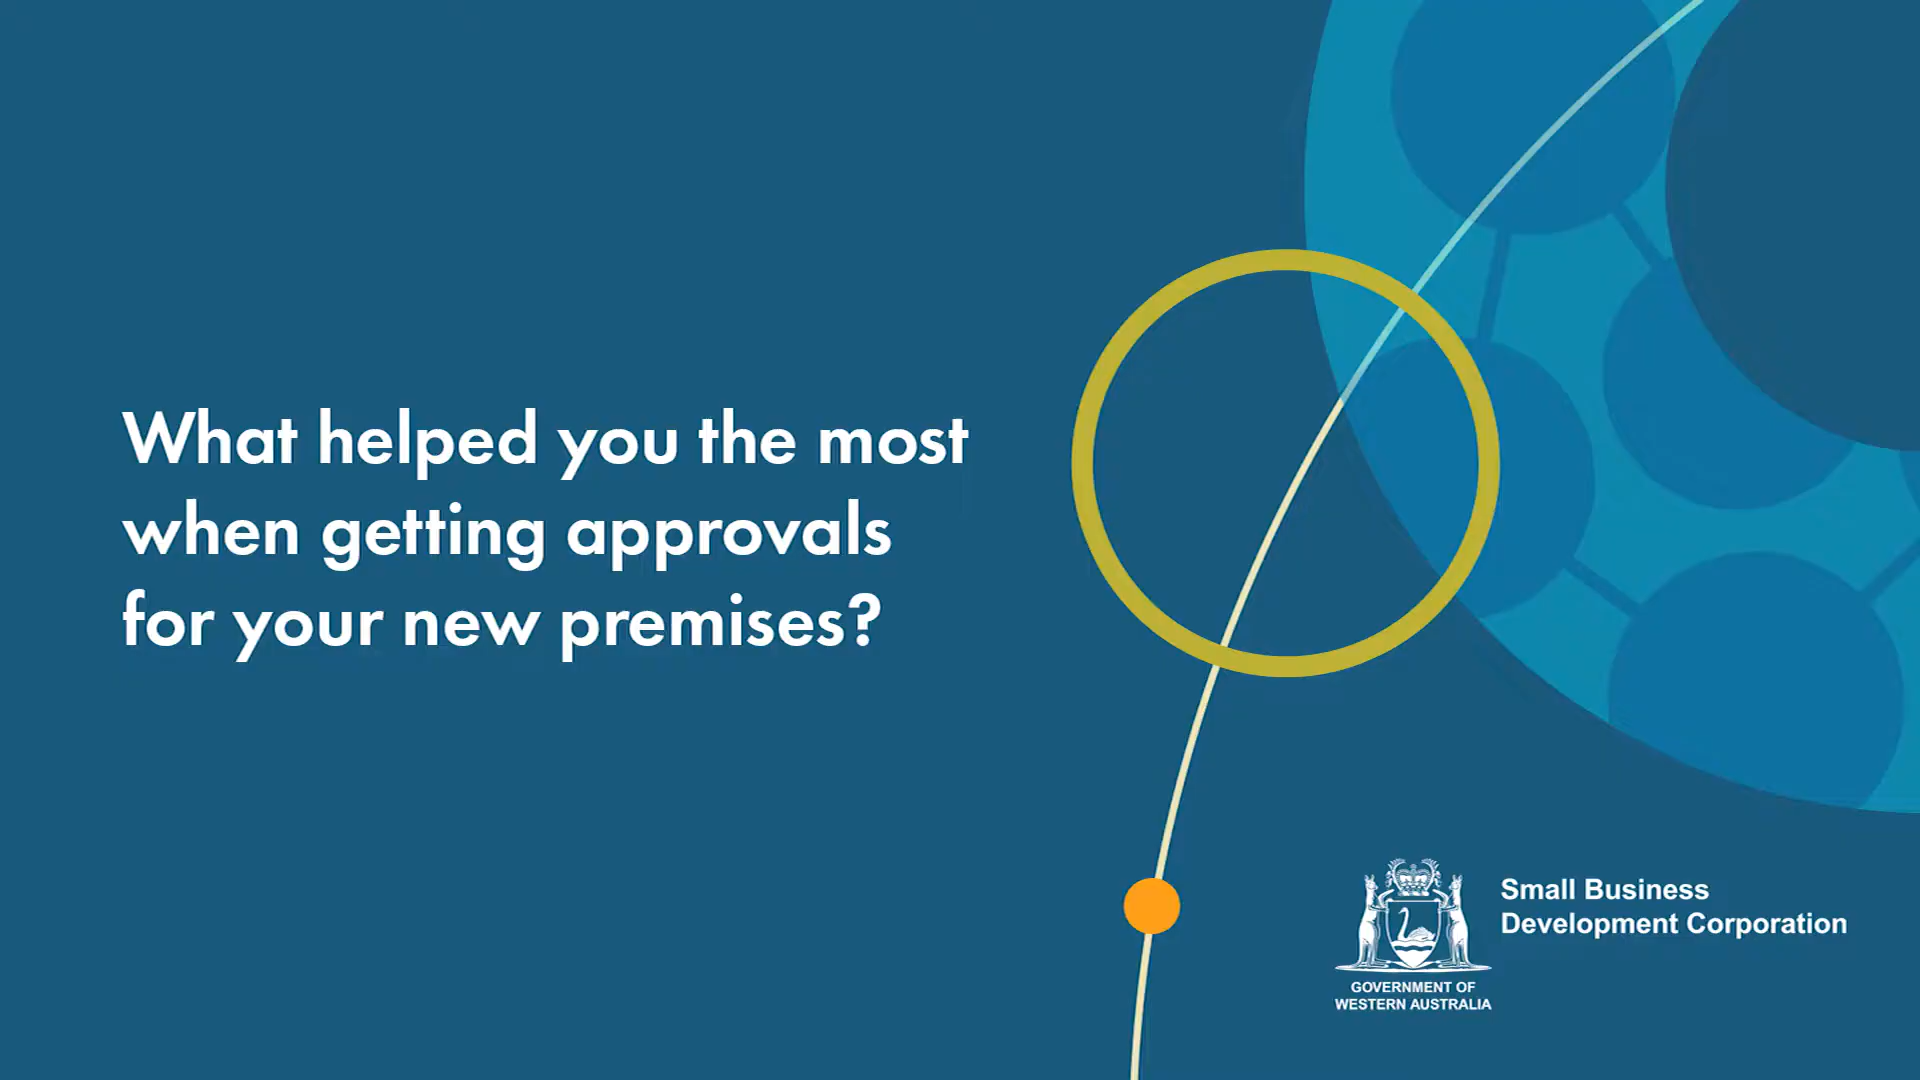 What helped you the most
when getting approvals
for your new premises?
Small Business
Development Corporation
GOVERNMENT OF
WESTERN AUSTRALIA